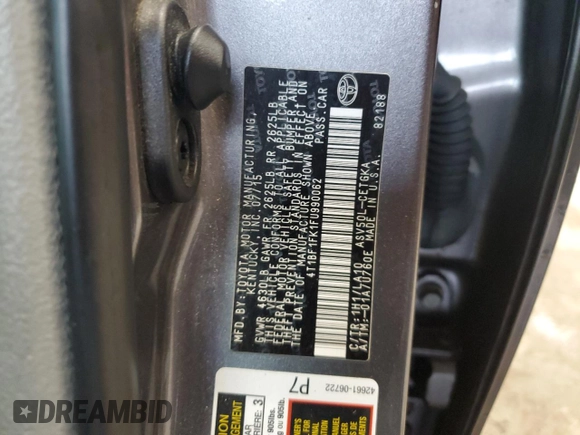 MFD.BY:TOYOTA MOTOR MANUFACTURING,
KENTUCKY, INC. 07/15
GVWR 4630LB GAWR FR 2625LB RR 2625LB
THIS VEHICLE CONFORMS TO ALL APPLICABLE
FEDERAL MOTOR VEHICLE SAFETY, BUMPER, AND
THEFT PREVENTION STANDARDS IN EFFECT ON
THE DATE OF MANUFACTURE SHOWN ABOVE.
4T1BF1FK1FU990062 PASS.CAR
C/TR:1H1/LA10 ASV50L-CETGKA
A/TM:-01A/U760E MADE IN U.S.A. 82188
TOYOTA
42661-06722
P7
DREAMBID